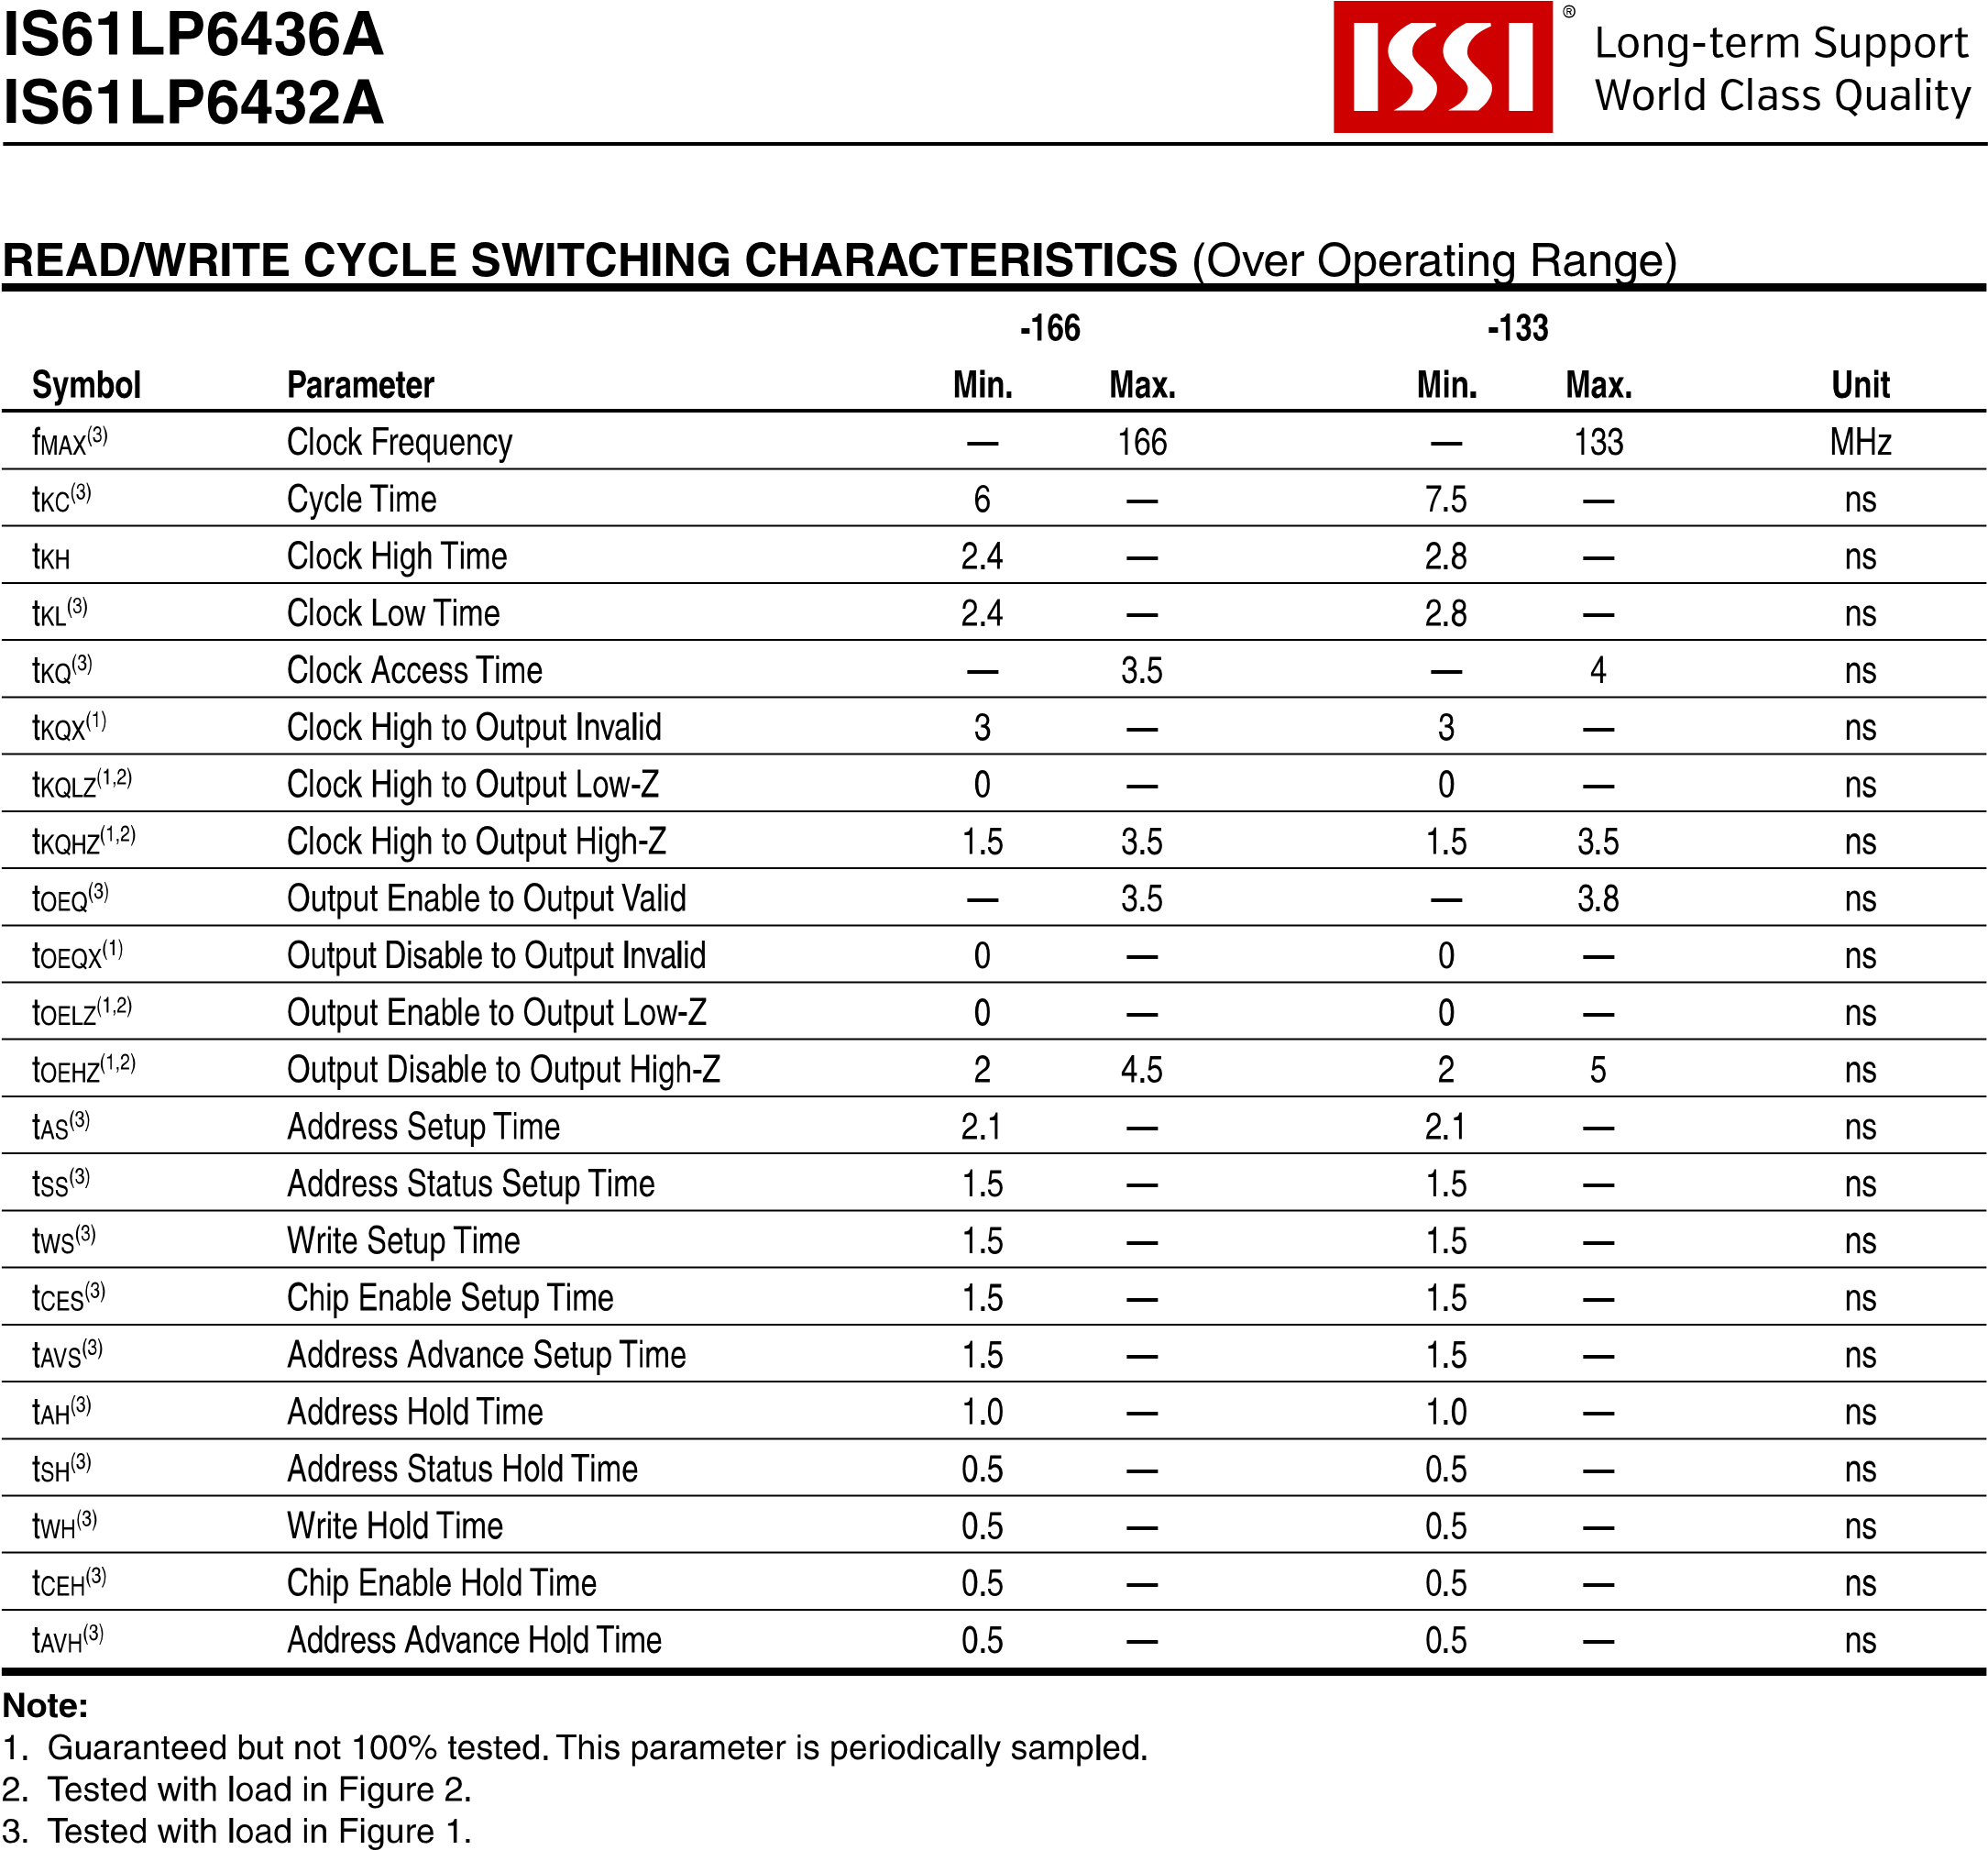 IS61LP6436A
IS61LP6432A
ISSI®
Long-term Support
World Class Quality
READ/WRITE CYCLE SWITCHING CHARACTERISTICS (Over Operating Range)
-166 -133
Symbol Parameter Min. Max. Min. Max. Unit
fMAX(3) Clock Frequency — 166 — 133 MHz
tKC(3) Cycle Time 6 — 7.5 — ns
tKH Clock High Time 2.4 — 2.8 — ns
tKL(3) Clock Low Time 2.4 — 2.8 — ns
tKQ(3) Clock Access Time — 3.5 — 4 ns
tKQX(1) Clock High to Output Invalid 3 — 3 — ns
tKQLZ(1,2) Clock High to Output Low-Z 0 — 0 — ns
tKQHZ(1,2) Clock High to Output High-Z 1.5 3.5 1.5 3.5 ns
tOEQ(3) Output Enable to Output Valid — 3.5 — 3.8 ns
tOEQX(1) Output Disable to Output Invalid 0 — 0 — ns
tOELZ(1,2) Output Enable to Output Low-Z 0 — 0 — ns
tOEHZ(1,2) Output Disable to Output High-Z 2 4.5 2 5 ns
tAS(3) Address Setup Time 2.1 — 2.1 — ns
tSS(3) Address Status Setup Time 1.5 — 1.5 — ns
tWS(3) Write Setup Time 1.5 — 1.5 — ns
tCES(3) Chip Enable Setup Time 1.5 — 1.5 — ns
tAVS(3) Address Advance Setup Time 1.5 — 1.5 — ns
tAH(3) Address Hold Time 1.0 — 1.0 — ns
tSH(3) Address Status Hold Time 0.5 — 0.5 — ns
tWH(3) Write Hold Time 0.5 — 0.5 — ns
tCEH(3) Chip Enable Hold Time 0.5 — 0.5 — ns
tAVH(3) Address Advance Hold Time 0.5 — 0.5 — ns
Note:
1. Guaranteed but not 100% tested. This parameter is periodically sampled.
2. Tested with load in Figure 2.
3. Tested with load in Figure 1.